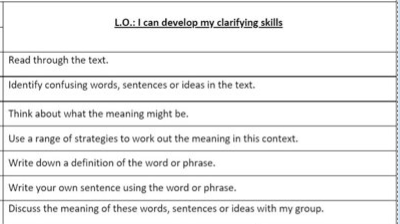 L.O.: I can develop my clarifying skills
Read through the text.
Identify confusing words, sentences or ideas in the text.
Think about what the meaning might be.
Use a range of strategies to work out the meaning in this context.
Write down a definition of the word or phrase.
Write your own sentence using the word or phrase.
Discuss the meaning of these words, sentences or ideas with my group.